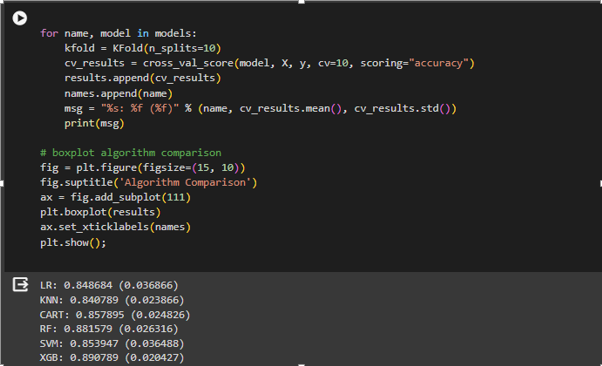 for name, model in models:
    kfold = KFold(n_splits=10)
    cv_results = cross_val_score(model, X, y, cv=10, scoring="accuracy")
    results.append(cv_results)
    names.append(name)
    msg = "%s: %f (%f)" % (name, cv_results.mean(), cv_results.std())
    print(msg)

# boxplot algorithm comparison
fig = plt.figure(figsize=(15, 10))
fig.suptitle('Algorithm Comparison')
ax = fig.add_subplot(111)
plt.boxplot(results)
ax.set_xticklabels(names)
plt.show();

LR: 0.848684 (0.036866)
KNN: 0.840789 (0.023866)
CART: 0.857895 (0.024826)
RF: 0.881579 (0.026316)
SVM: 0.853947 (0.036488)
XGB: 0.890789 (0.020427)